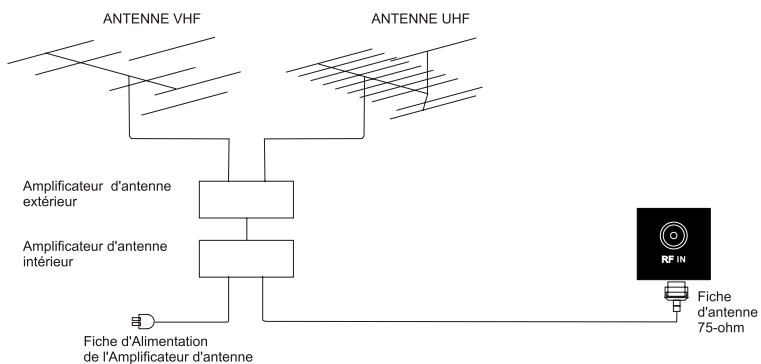 ANTENNE VHF
ANTENNE UHF
Amplificateur d'antenne
extérieur
Amplificateur d'antenne
intérieur
RF IN
Fiche
d'antenne
75-ohm
Fiche d'Alimentation
de l'Amplificateur d'antenne